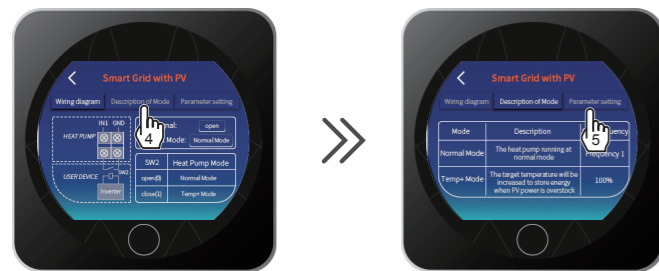 Smart Grid with
PV
Wiring diagram
Description of Mode
Parameter setting
IN1 GND
HEAT PUMP
USER DEVICE
SW2
Inverter
open
Mode: Normal Mode
SW2 Heat Pump Mode
open(0) Normal Mode
close(1) Temp+ Mode
4
Smart Grid with PV
Wiring diagram
Description of Mode
Parameter setting
Mode Description
Normal Mode
The heat pump running at
normal mode
Frequency 1
Temp+ Mode
The target temperature will be
increased to store energy
when PV power is overstock
100%
5